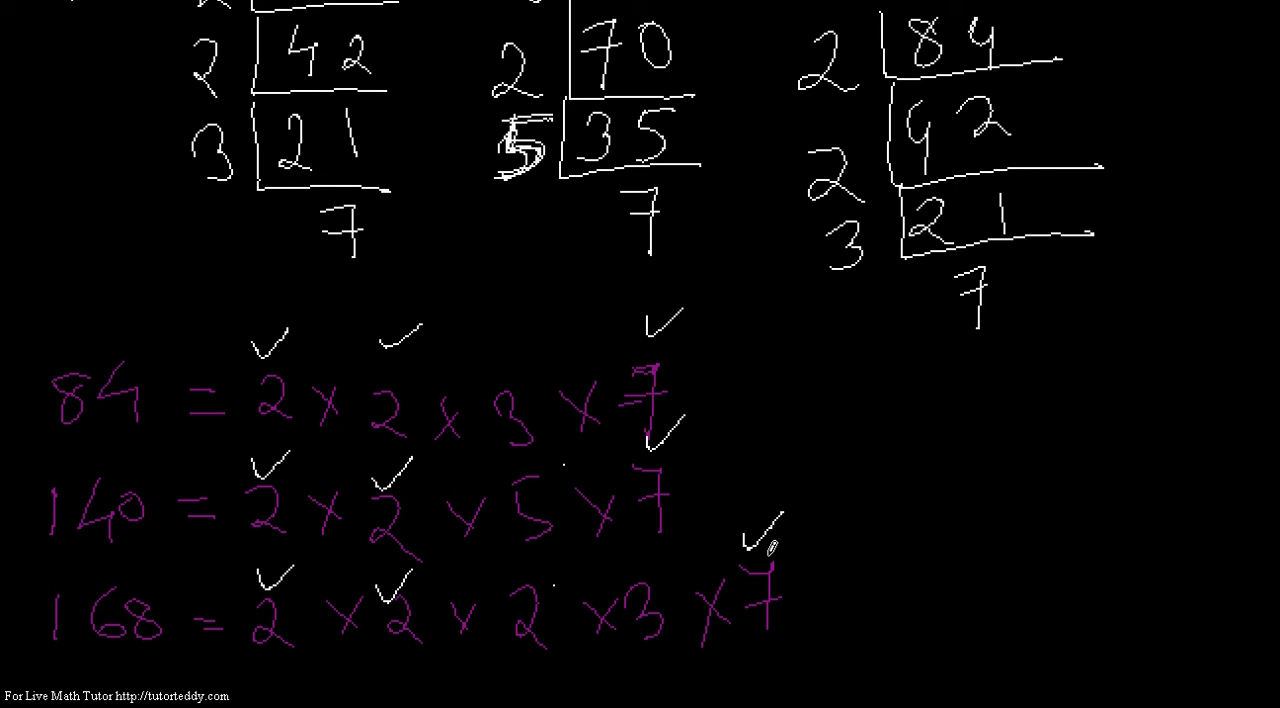 2 42 2 70 2 84
3 21 5 35 2 42
7 7 3 21
7
84 = 2 × 2 × 3 × 7
140 = 2 × 2 × 5 × 7
168 = 2 × 2 × 2 × 3 × 7
For Live Math Tutor http://tutorteddy.com